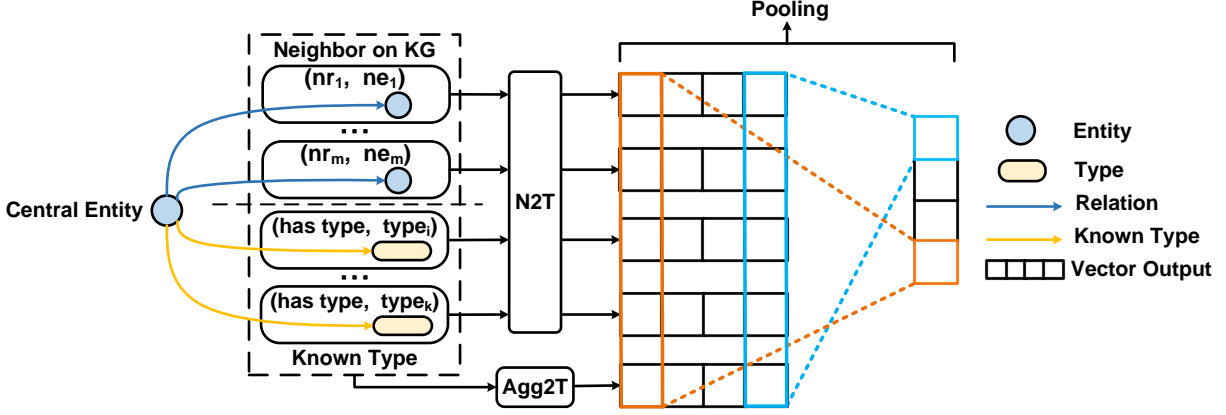 Pooling
Neighbor on KG
(nr₁, ne₁)
...
(nrₘ, neₘ)
Central Entity
(has type, typeᵢ)
...
(has type, typeₖ)
Known Type
N2T
Agg2T
Entity
Type
Relation
Known Type
Vector Output